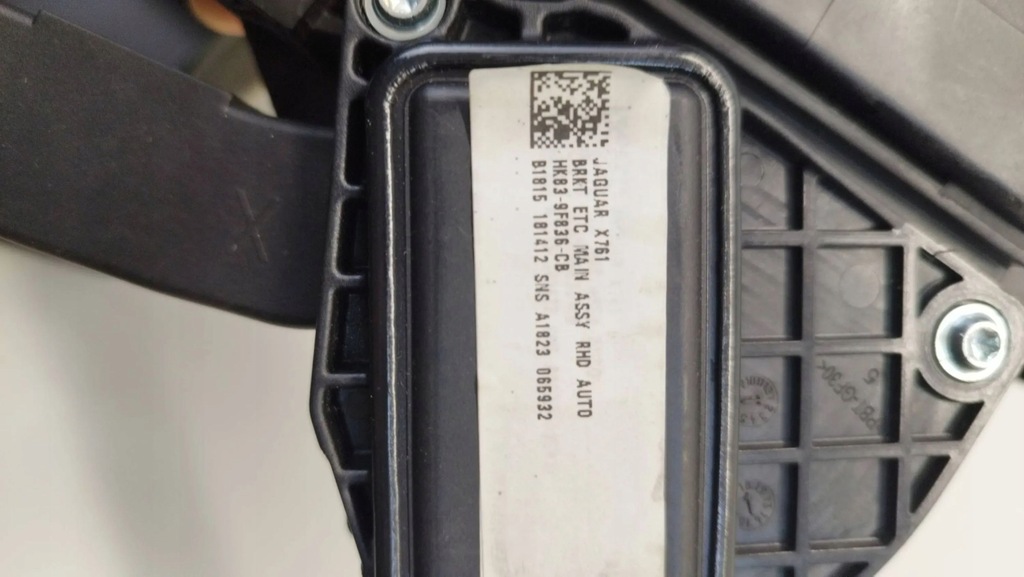 JAGUAR X761
BRKT ETC MAIN ASSY RHD AUTO
HK83-9F836-CB
B1815 181412 SNS A1823 065932